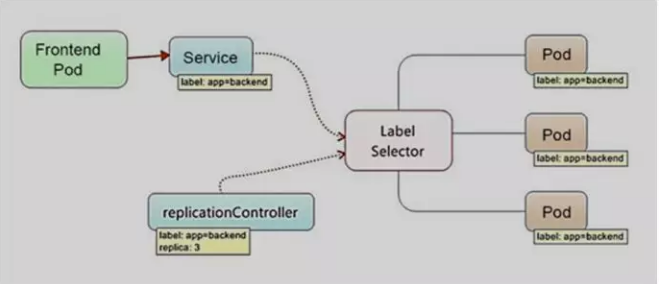 Frontend
Pod
Service
label: app=backend
Pod
label: app=backend
Label
Selector
Pod
label: app=backend
replicationController
label: app=backend
replica: 3
Pod
label: app=backend